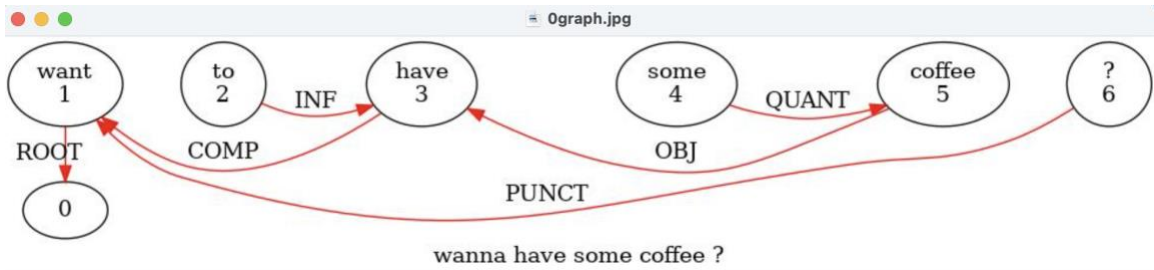 0graph.jpg
want to have some coffee ?
1 2 3 4 5 6
INF QUANT
ROOT COMP OBJ
PUNCT
0
wanna have some coffee ?